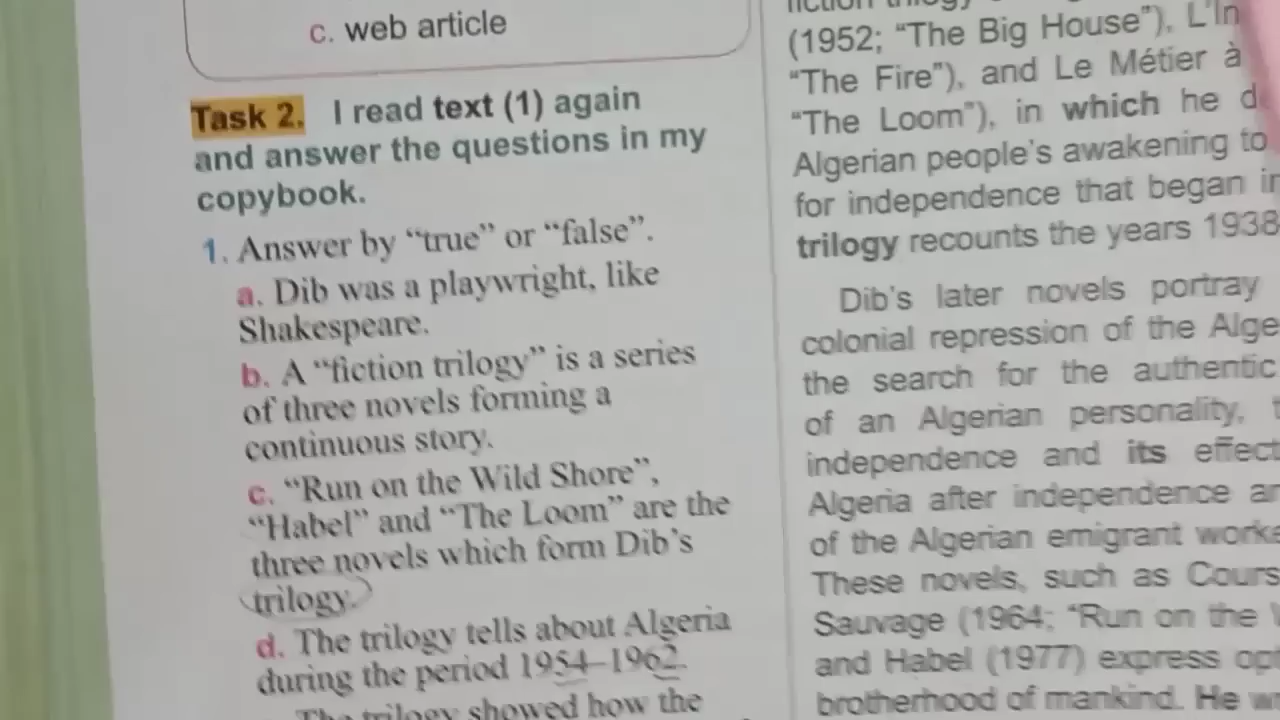 c. web article
Task 2. I read text (1) again
and answer the questions in my
copybook.
1. Answer by “true” or “false”.
a. Dib was a playwright, like
Shakespeare.
b. A “fiction trilogy” is a series
of three novels forming a
continuous story.
c. “Run on the Wild Shore”,
“Habel” and “The Loom” are the
three novels which form Dib’s
trilogy.
d. The trilogy tells about Algeria
during the period 1954–1962.
The trilogy showed how the
fiction trilogy
(1952; “The Big House”), L’In
“The Fire”), and Le Métier à
“The Loom”), in which he
Algerian people’s awakening to
for independence that began
trilogy recounts the years 1938
Dib’s later novels portray
colonial repression of the
the search for the authentic
of an Algerian personality,
independence and its
Algeria after independence
of the Algerian emigrant
These novels, such as Cours
Sauvage (1964; “Run on the
and Habel (1977) express
brotherhood of mankind. He